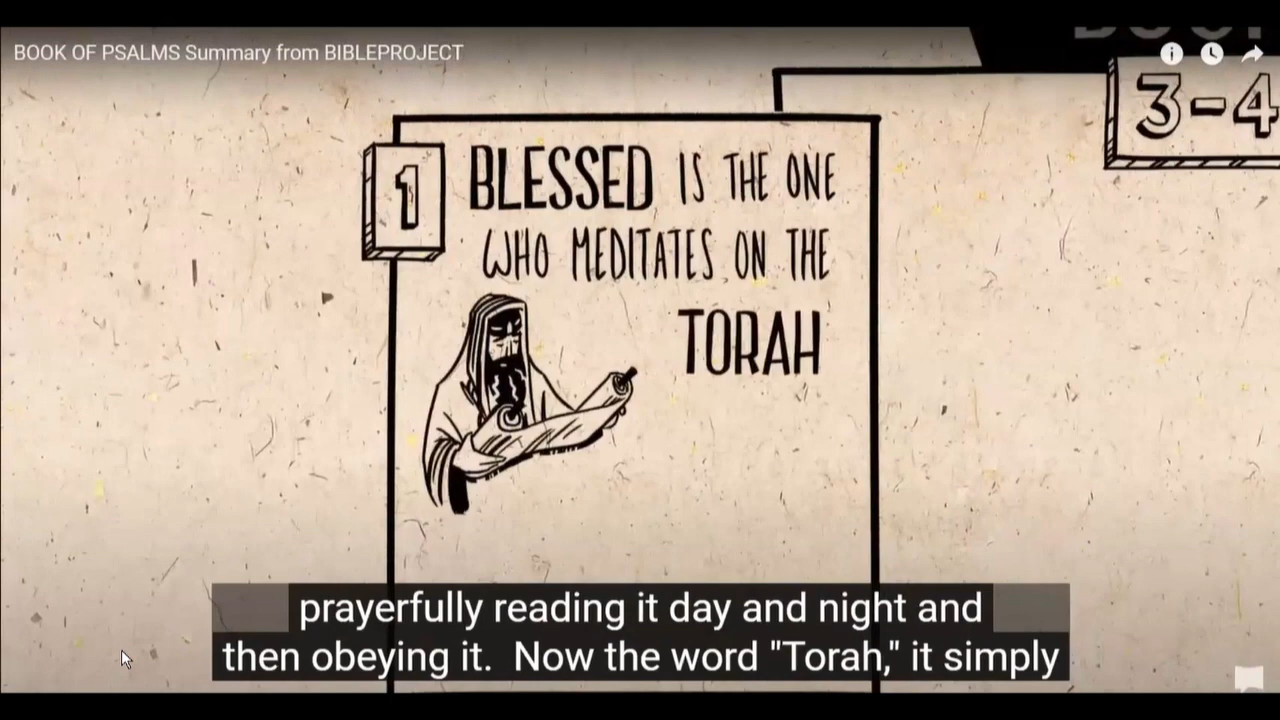 BOOK OF PSALMS Summary from BIBLEPROJECT
3-4
1
BLESSED IS THE ONE
WHO MEDITATES ON THE
TORAH
prayerfully reading it day and night and
then obeying it.  Now the word "Torah," it simply